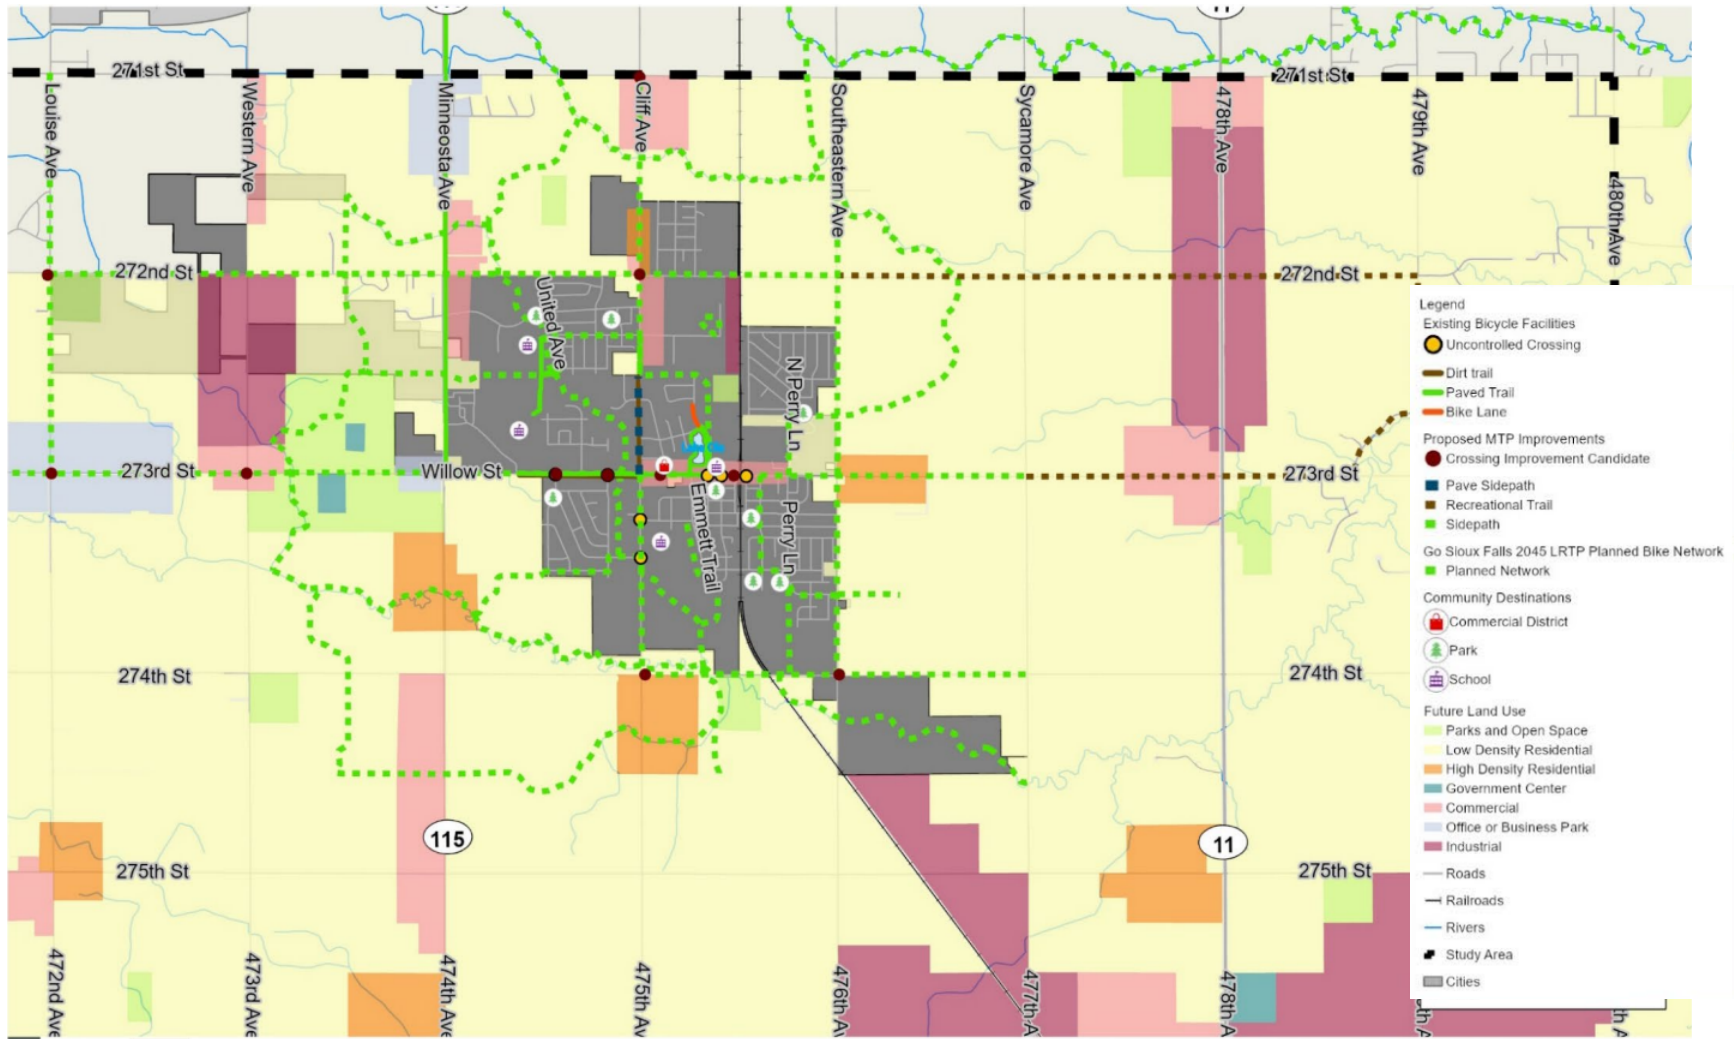 11
271st St
271st St
Louise Ave
Western Ave
Minneosta Ave
Cliff Ave
Southeastern Ave
Sycamore Ave
478th Ave
479th Ave
480th Ave
272nd St
272nd St
United Ave
N Perry Ln
273rd St
Willow St
273rd St
Emmett Trail
Perry Ln
274th St
274th St
115
11
275th St
275th St
472nd Ave
473rd Ave
474th Ave
475th Av
476th Av
477th A
478th A
th A
th A
Legend
Existing Bicycle Facilities
Uncontrolled Crossing
Dirt trail
Paved Trail
Bike Lane
Proposed MTP Improvements
Crossing Improvement Candidate
Pave Sidepath
Recreational Trail
Sidepath
Go Sioux Falls 2045 LRTP Planned Bike Network
Planned Network
Community Destinations
Commercial District
Park
School
Future Land Use
Parks and Open Space
Low Density Residential
High Density Residential
Government Center
Commercial
Office or Business Park
Industrial
Roads
Railroads
Rivers
Study Area
Cities